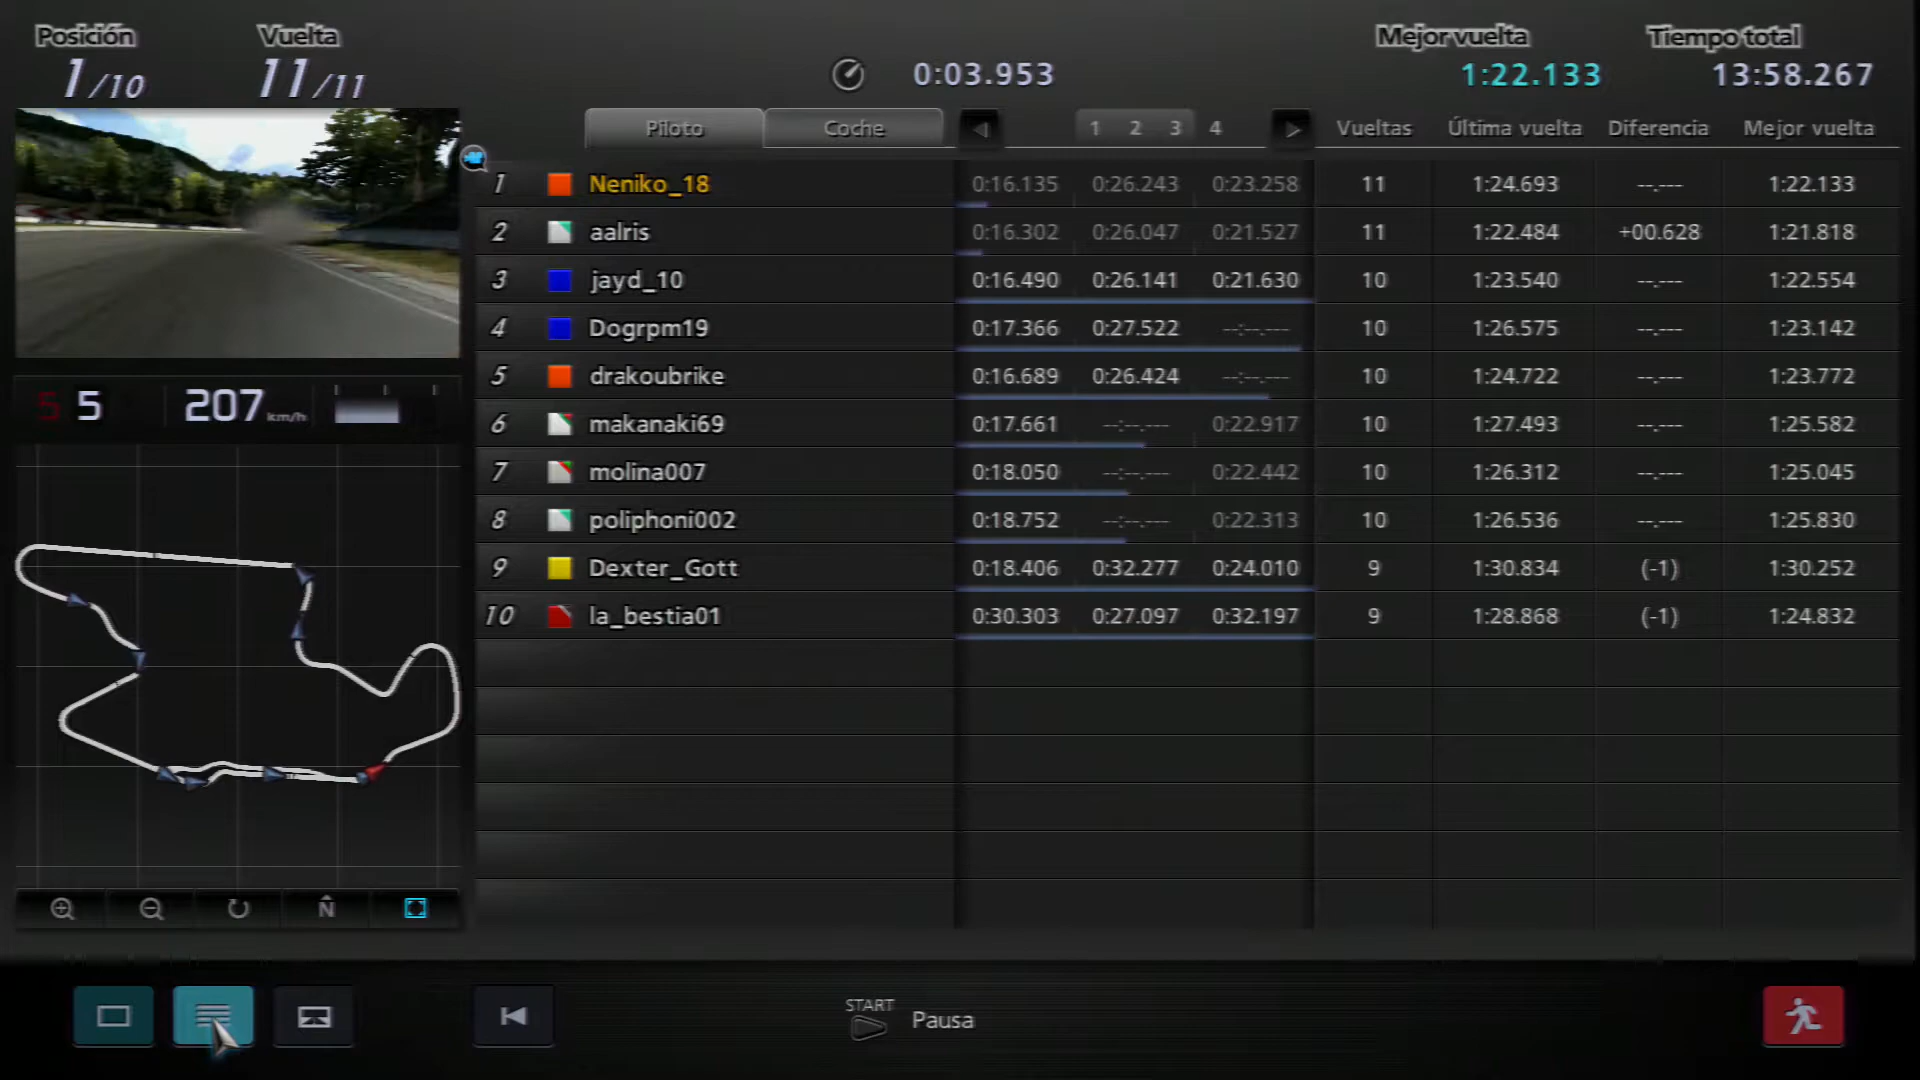 Posición Vuelta Mejor vuelta Tiempo total
1/10 11/11 0:03.953 1:22.133 13:58.267
Piloto Coche 1 2 3 4 Vueltas Última vuelta Diferencia Mejor vuelta
1 Neniko_18 0:16.135 0:26.243 0:23.258 11 1:24.693 --.--- 1:22.133
2 aalris 0:16.302 0:26.047 0:21.527 11 1:22.484 +00.628 1:21.818
3 jayd_10 0:16.490 0:26.141 0:21.630 10 1:23.540 --.--- 1:22.554
4 Dogrpm19 0:17.366 0:27.522 --:--.--- 10 1:26.575 --.--- 1:23.142
5 drakoubrike 0:16.689 0:26.424 --:--.--- 10 1:24.722 --.--- 1:23.772
6 makanaki69 0:17.661 --:--.--- 0:22.917 10 1:27.493 --.--- 1:25.582
7 molina007 0:18.050 --:--.--- 0:22.442 10 1:26.312 --.--- 1:25.045
8 poliphoni002 0:18.752 --:--.--- 0:22.313 10 1:26.536 --.--- 1:25.830
9 Dexter_Gott 0:18.406 0:32.277 0:24.010 9 1:30.834 (-1) 1:30.252
10 la_bestia01 0:30.303 0:27.097 0:32.197 9 1:28.868 (-1) 1:24.832
5 5 207 km/h
N
START
Pausa